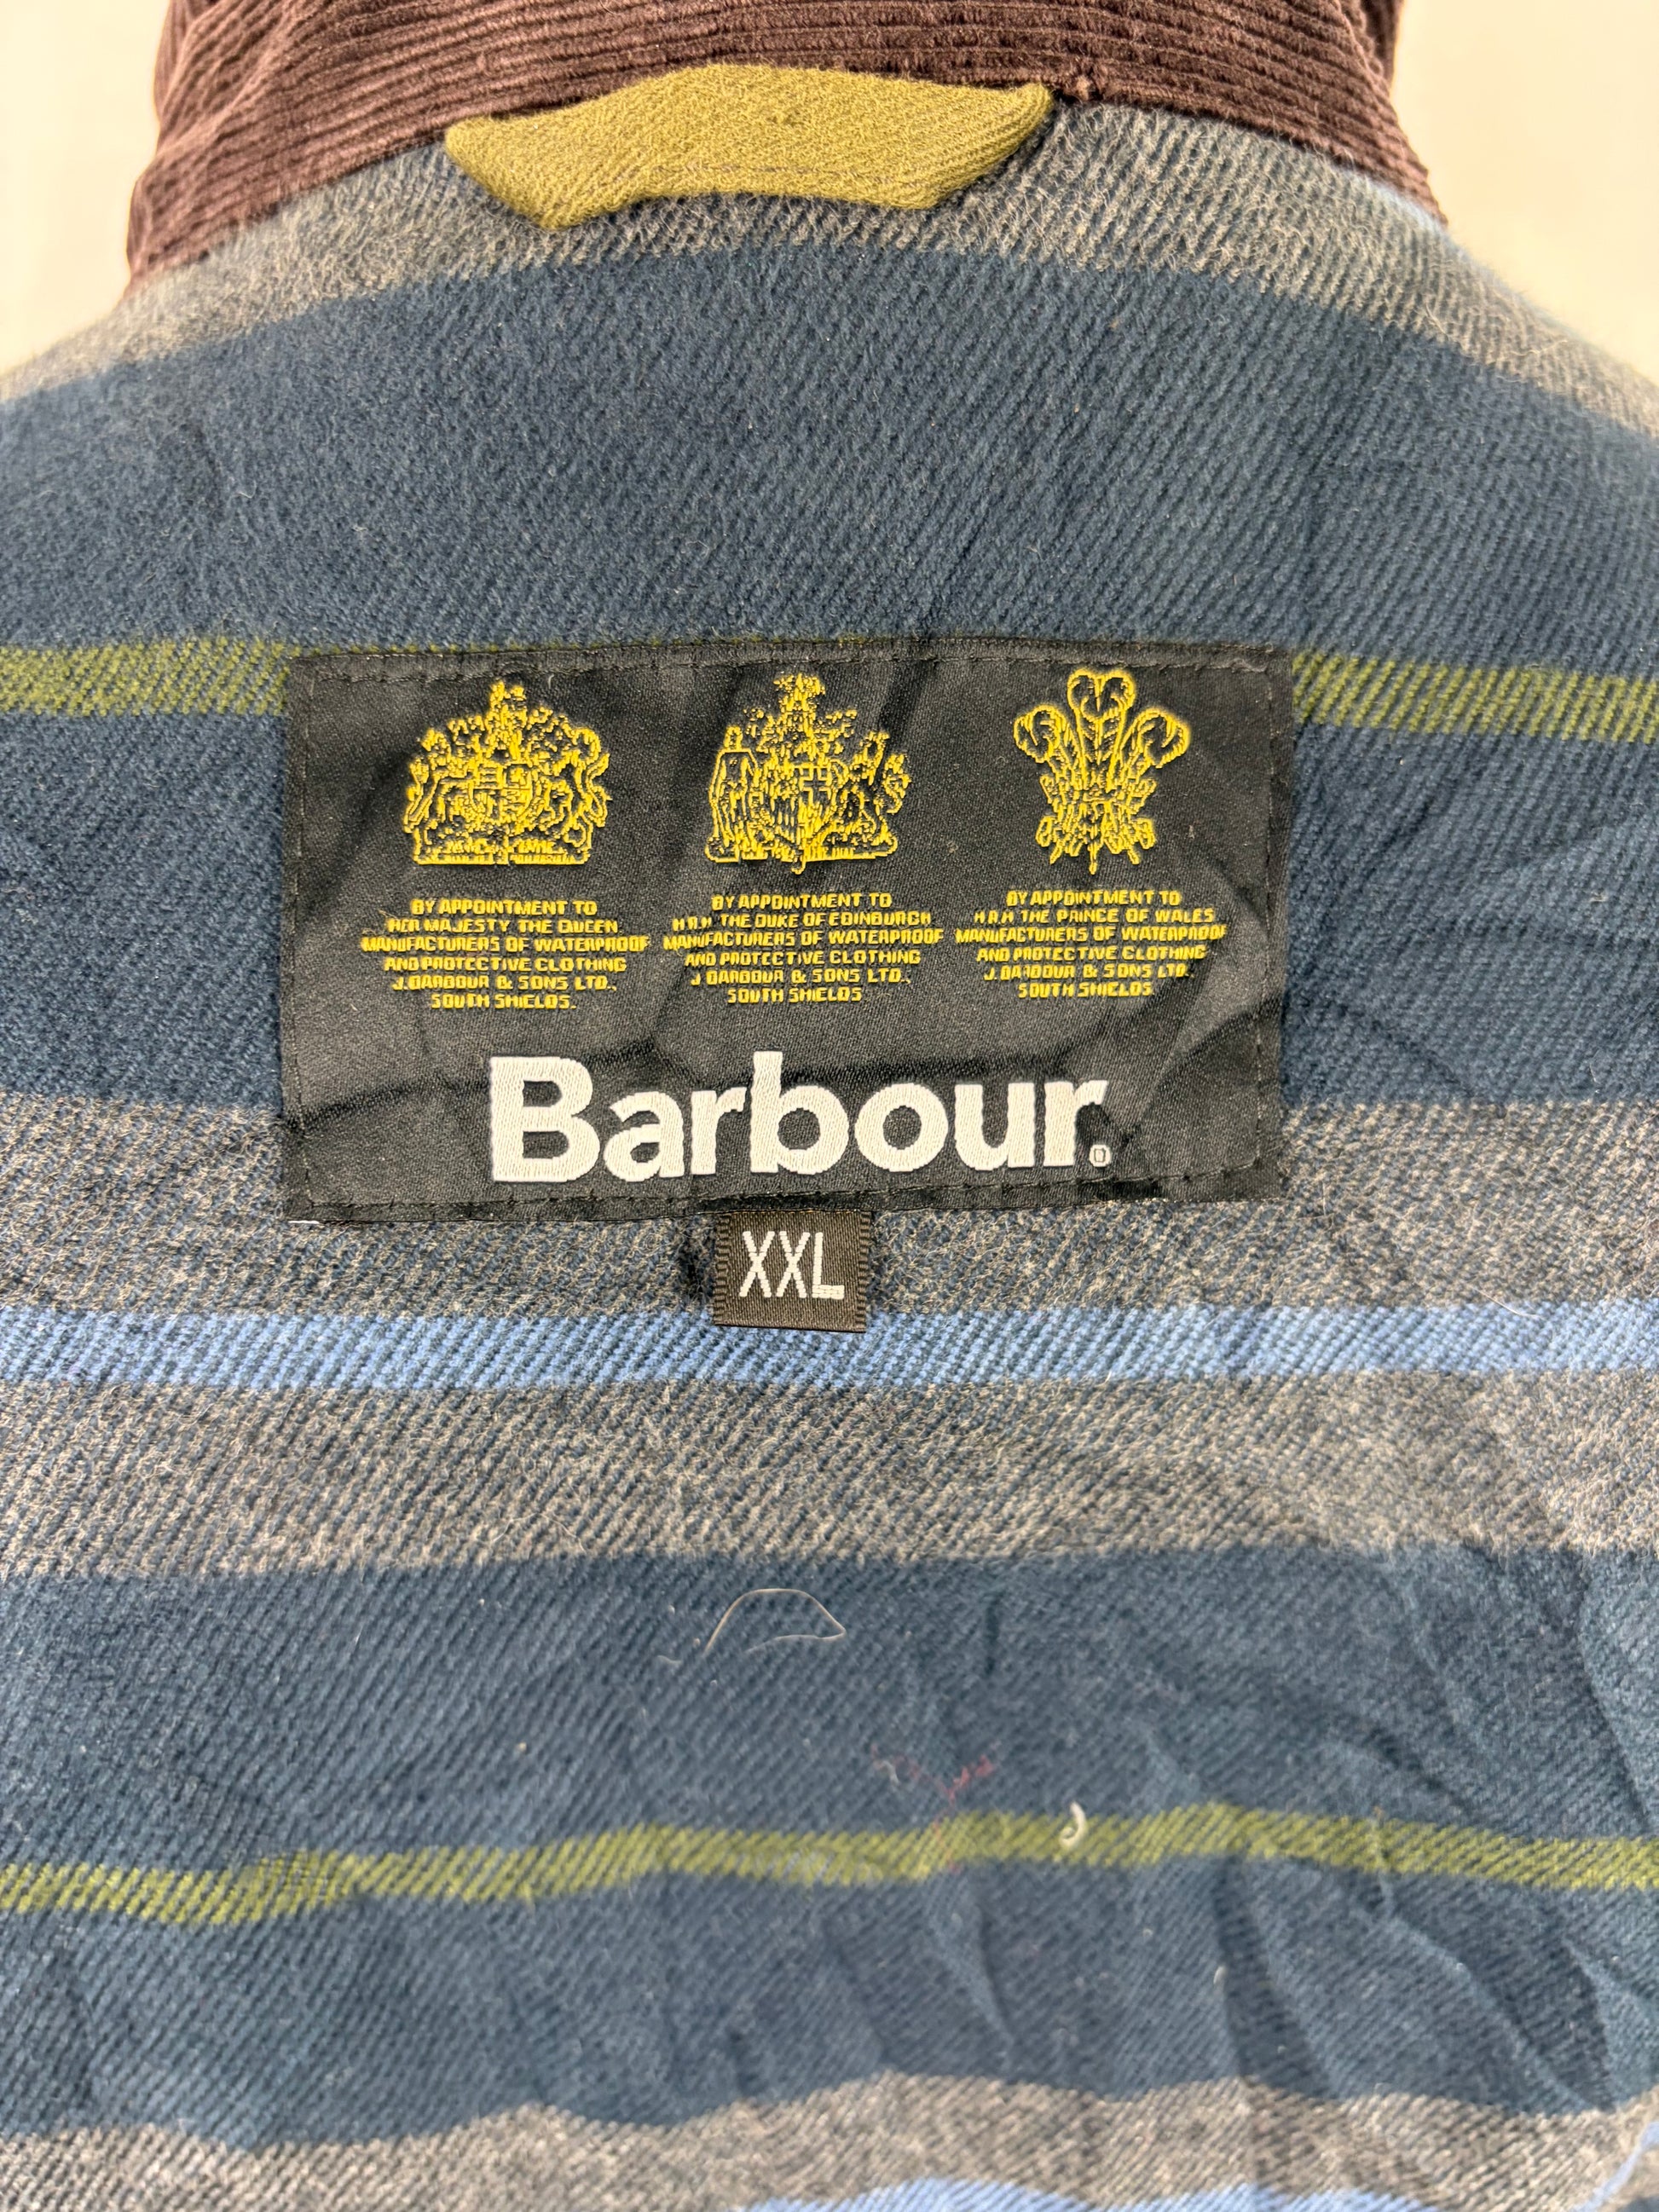 BY APPOINTMENT TO
HER MAJESTY THE QUEEN
MANUFACTURERS OF WATERPROOF
AND PROTECTIVE CLOTHING
J. BARBOUR & SONS LTD.,
SOUTH SHIELDS.
BY APPOINTMENT TO
H.R.H. THE DUKE OF EDINBURGH
MANUFACTURERS OF WATERPROOF
AND PROTECTIVE CLOTHING
J. BARBOUR & SONS LTD.,
SOUTH SHIELDS
BY APPOINTMENT TO
H.R.H. THE PRINCE OF WALES
MANUFACTURERS OF WATERPROOF
AND PROTECTIVE CLOTHING
J. BARBOUR & SONS LTD.
SOUTH SHIELDS
Barbour.
XXL